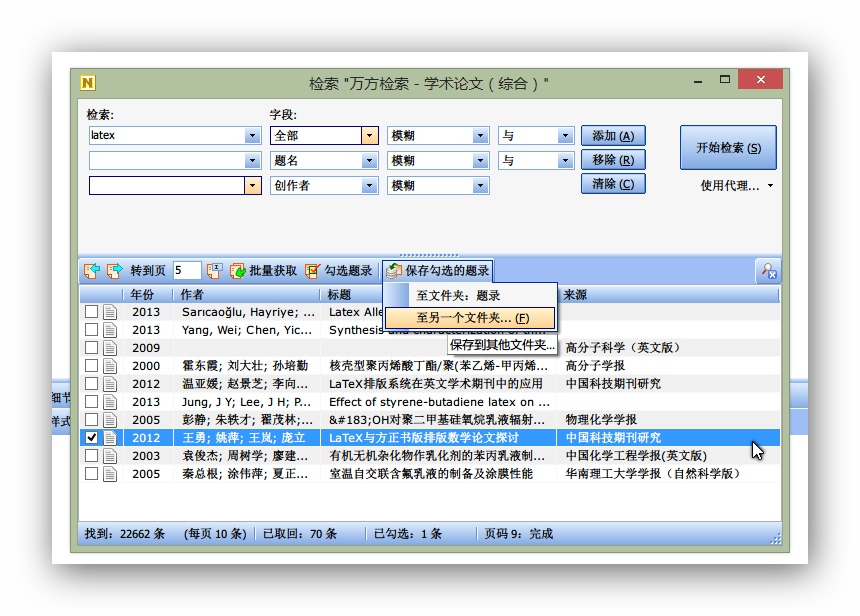 N
检索 "万方检索 - 学术论文（综合）"
检索: 字段:
latex 全部 模糊 与 添加 (A)
题名 模糊 与 移除 (R)
创作者 模糊 清除 (C)
开始检索 (S)
使用代理...
转到页 5 批量获取 勾选题录 保存勾选的题录
至文件夹: 题录
至另一个文件夹... (F)
保存到其他文件夹...
年份 作者 标题 来源
2013 Sarıcaoğlu, Hayriye; ... Latex Alle
2013 Yang, Wei; Chen, Yic...
2009 高分子科学（英文版）
2000 霍东霞; 刘大壮; 孙培勤 核壳型聚丙烯酸丁酯/聚(苯乙烯-甲丙烯... 高分子学报
2012 温亚媛; 赵景芝; 李向... LaTeX排版系统在英文学术期刊中的应用 中国科技期刊研究
2013 Jung, J Y; Lee, J H; P... Effect of styrene-butadiene latex on ...
2005 彭静; 朱轶才; 翟茂林;... &#183;OH对聚二甲基硅氧烷乳液辐射... 物理化学学报
2012 王勇; 姚萍; 王岚; 庞立 LaTeX与方正书版排版数学论文探讨 中国科技期刊研究
2003 袁俊杰; 周树学; 廖建... 有机无机杂化物作乳化剂的苯丙乳液制... 中国化学工程学报(英文版)
2005 秦总根; 涂伟萍; 夏正... 室温自交联含氟乳液的制备及涂膜性能 华南理工大学学报（自然科学版）
细节
样式
找到: 22662 条 (每页 10 条) 已取回: 70 条 已勾选: 1 条 页码 9: 完成